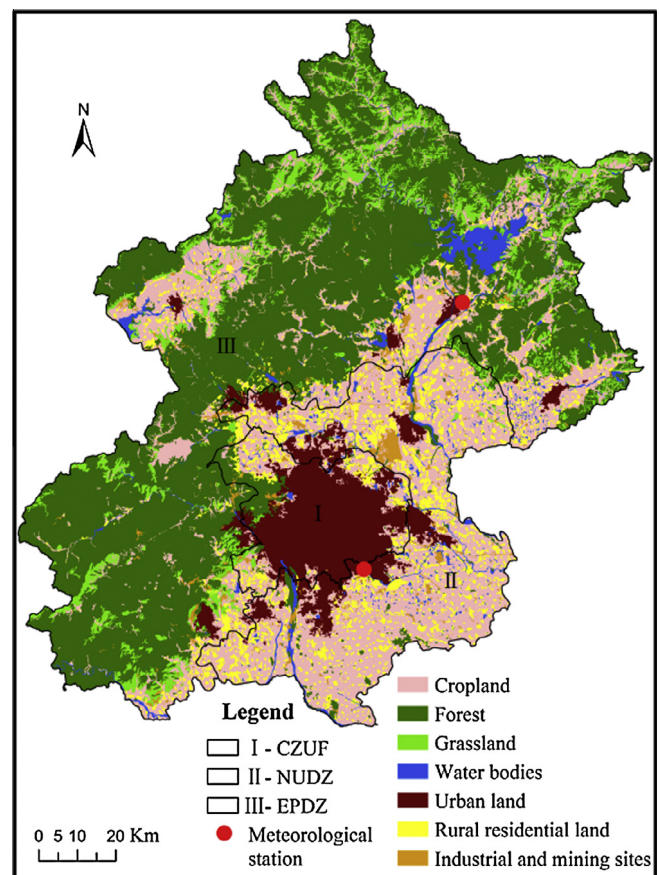 N
III
I
II
Legend
I - CZUF
II - NUDZ
III- EPDZ
Meteorological
station
Cropland
Forest
Grassland
Water bodies
Urban land
Rural residential land
Industrial and mining sites
0 5 10 20 Km